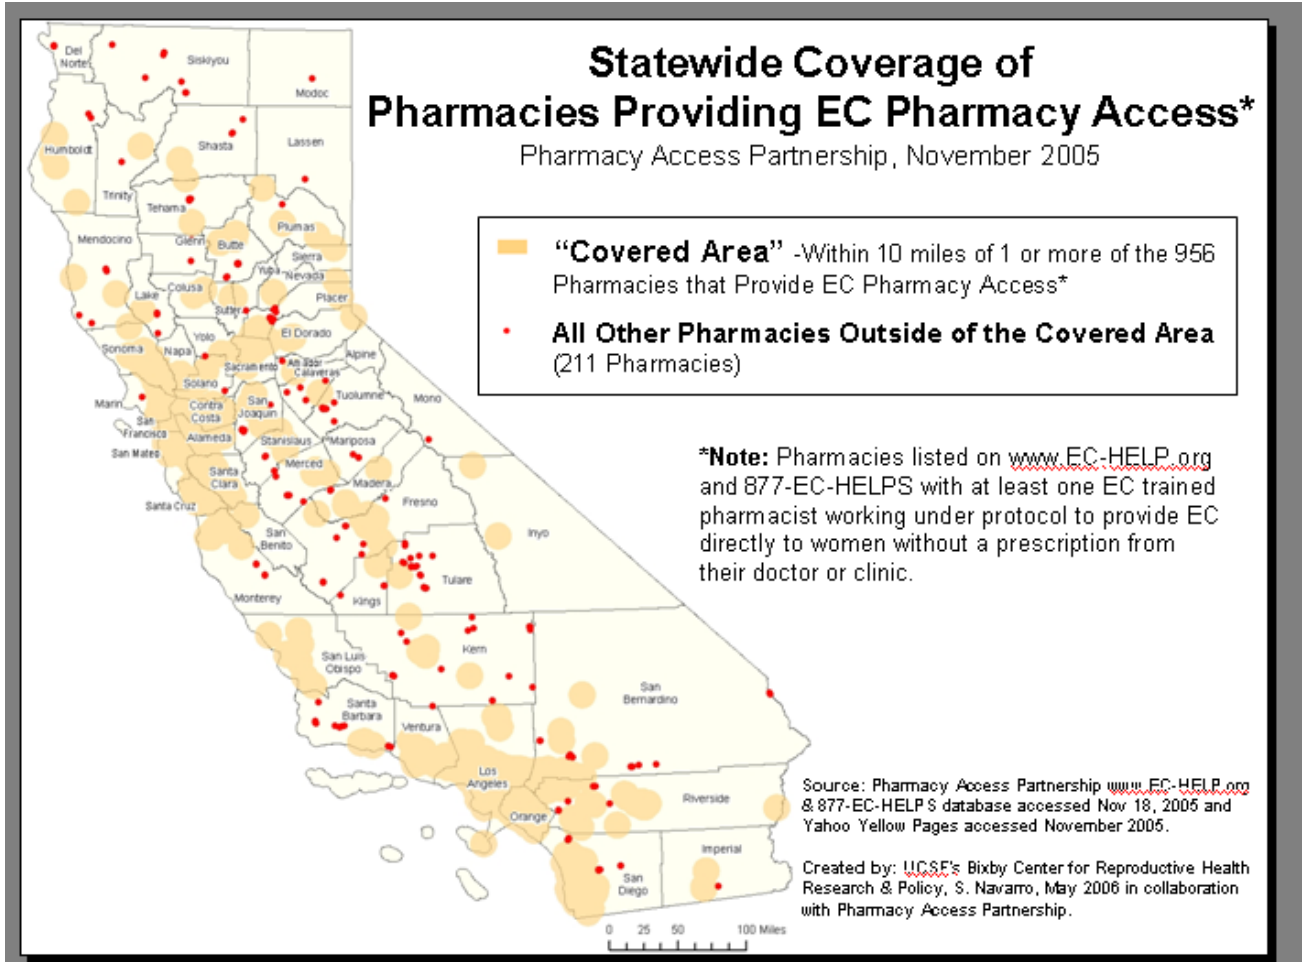 Statewide Coverage of
Pharmacies Providing EC Pharmacy Access*
Pharmacy Access Partnership, November 2005
“Covered Area” -Within 10 miles of 1 or more of the 956
Pharmacies that Provide EC Pharmacy Access*
All Other Pharmacies Outside of the Covered Area
(211 Pharmacies)
*Note: Pharmacies listed on www.EC-HELP.org
and 877-EC-HELPS with at least one EC trained
pharmacist working under protocol to provide EC
directly to women without a prescription from
their doctor or clinic.
Source: Pharmacy Access Partnership www.EC-HELP.org
& 877-EC-HELPS database accessed Nov 18, 2005 and
Yahoo Yellow Pages accessed November 2005.
Created by: UCSF's Bixby Center for Reproductive Health
Research & Policy, S. Navarro, May 2006 in collaboration
with Pharmacy Access Partnership.
Del
Norte
Siskiyou
Modoc
Humboldt
Shasta
Lassen
Trinity
Tehama
Plumas
Mendocino
Glenn
Butte
Sierra
Yuba
Nevada
Lake
Colusa
Placer
Sutter
El Dorado
Sonoma
Napa
Yolo
Sacramento
Amador
Alpine
Calaveras
Solano
Tuolumne
Mono
Marin
Contra
Costa
San
Joaquin
San
Francisco
Alameda
Stanislaus
Mariposa
San Mateo
Santa
Clara
Merced
Madera
Santa Cruz
Fresno
San
Benito
Inyo
Monterey
Kings
Tulare
San Luis
Obispo
Kern
Santa
Barbara
Ventura
San
Bernardino
Los
Angeles
Orange
Riverside
San
Diego
Imperial
0 25 50 100 Miles